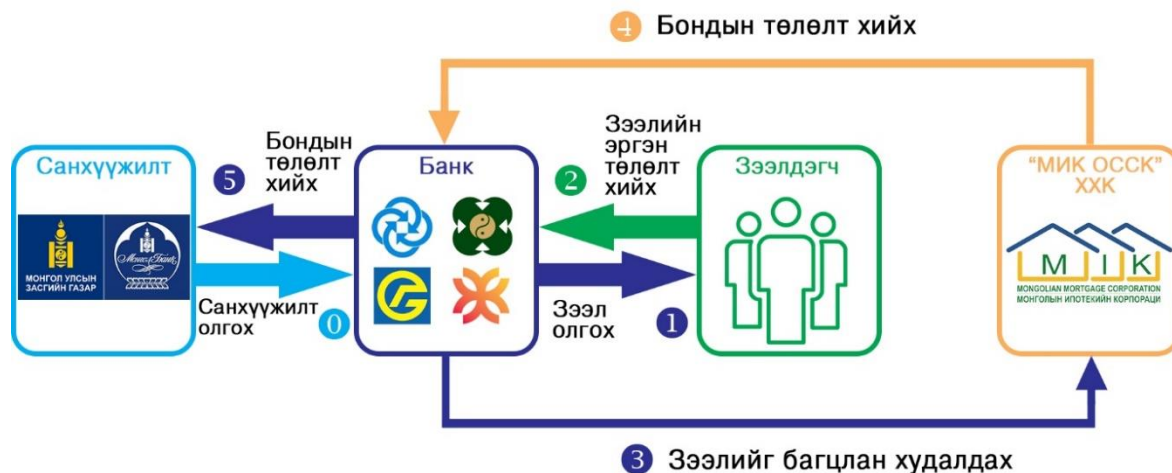 4 Бондын төлөлт хийх
Санхүүжилт
МОНГОЛ УЛСЫН
ЗАСГИЙН ГАЗАР
МонголБанк
5 Бондын
төлөлт
хийх
Санхүүжилт
олгох
0
Банк
2 Зээлийн
эргэн
төлөлт
хийх
Зээл
олгох
1
Зээлдэгч
"МИК ОССК"
ХХК
MIK
MONGOLIAN MORTGAGE CORPORATION
МОНГОЛЫН ИПОТЕКИЙН КОРПОРАЦИ
3 Зээлийг багцлан худалдах